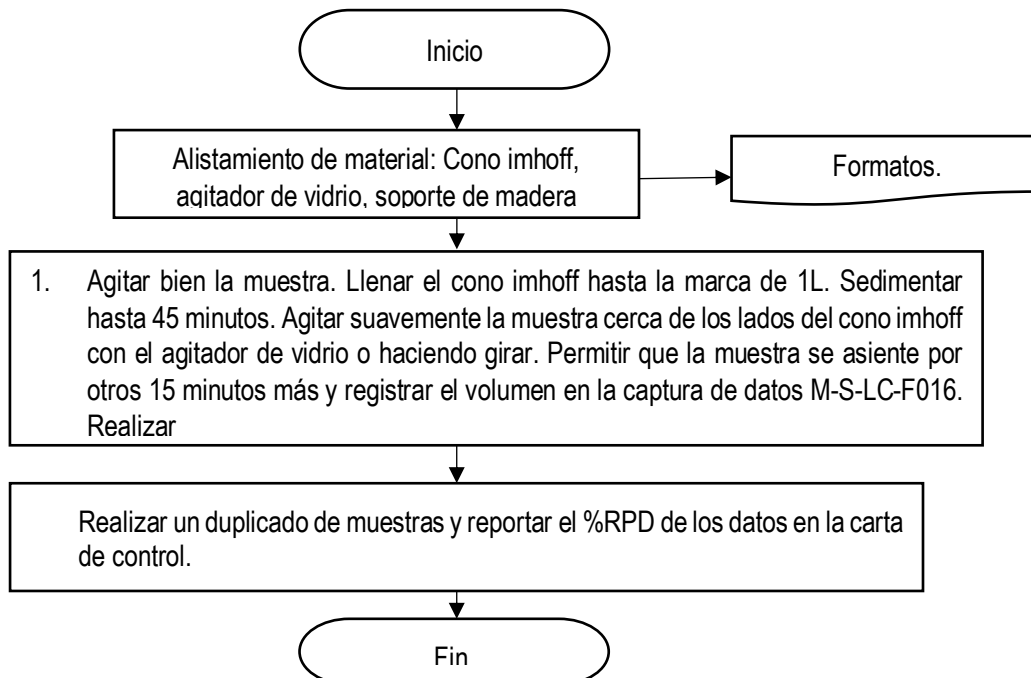 Inicio
Alistamiento de material: Cono imhoff,
agitador de vidrio, soporte de madera
Formatos.
1. Agitar bien la muestra. Llenar el cono imhoff hasta la marca de 1L. Sedimentar
hasta 45 minutos. Agitar suavemente la muestra cerca de los lados del cono imhoff
con el agitador de vidrio o haciendo girar. Permitir que la muestra se asiente por
otros 15 minutos más y registrar el volumen en la captura de datos M-S-LC-F016.
Realizar
Realizar un duplicado de muestras y reportar el %RPD de los datos en la carta
de control.
Fin